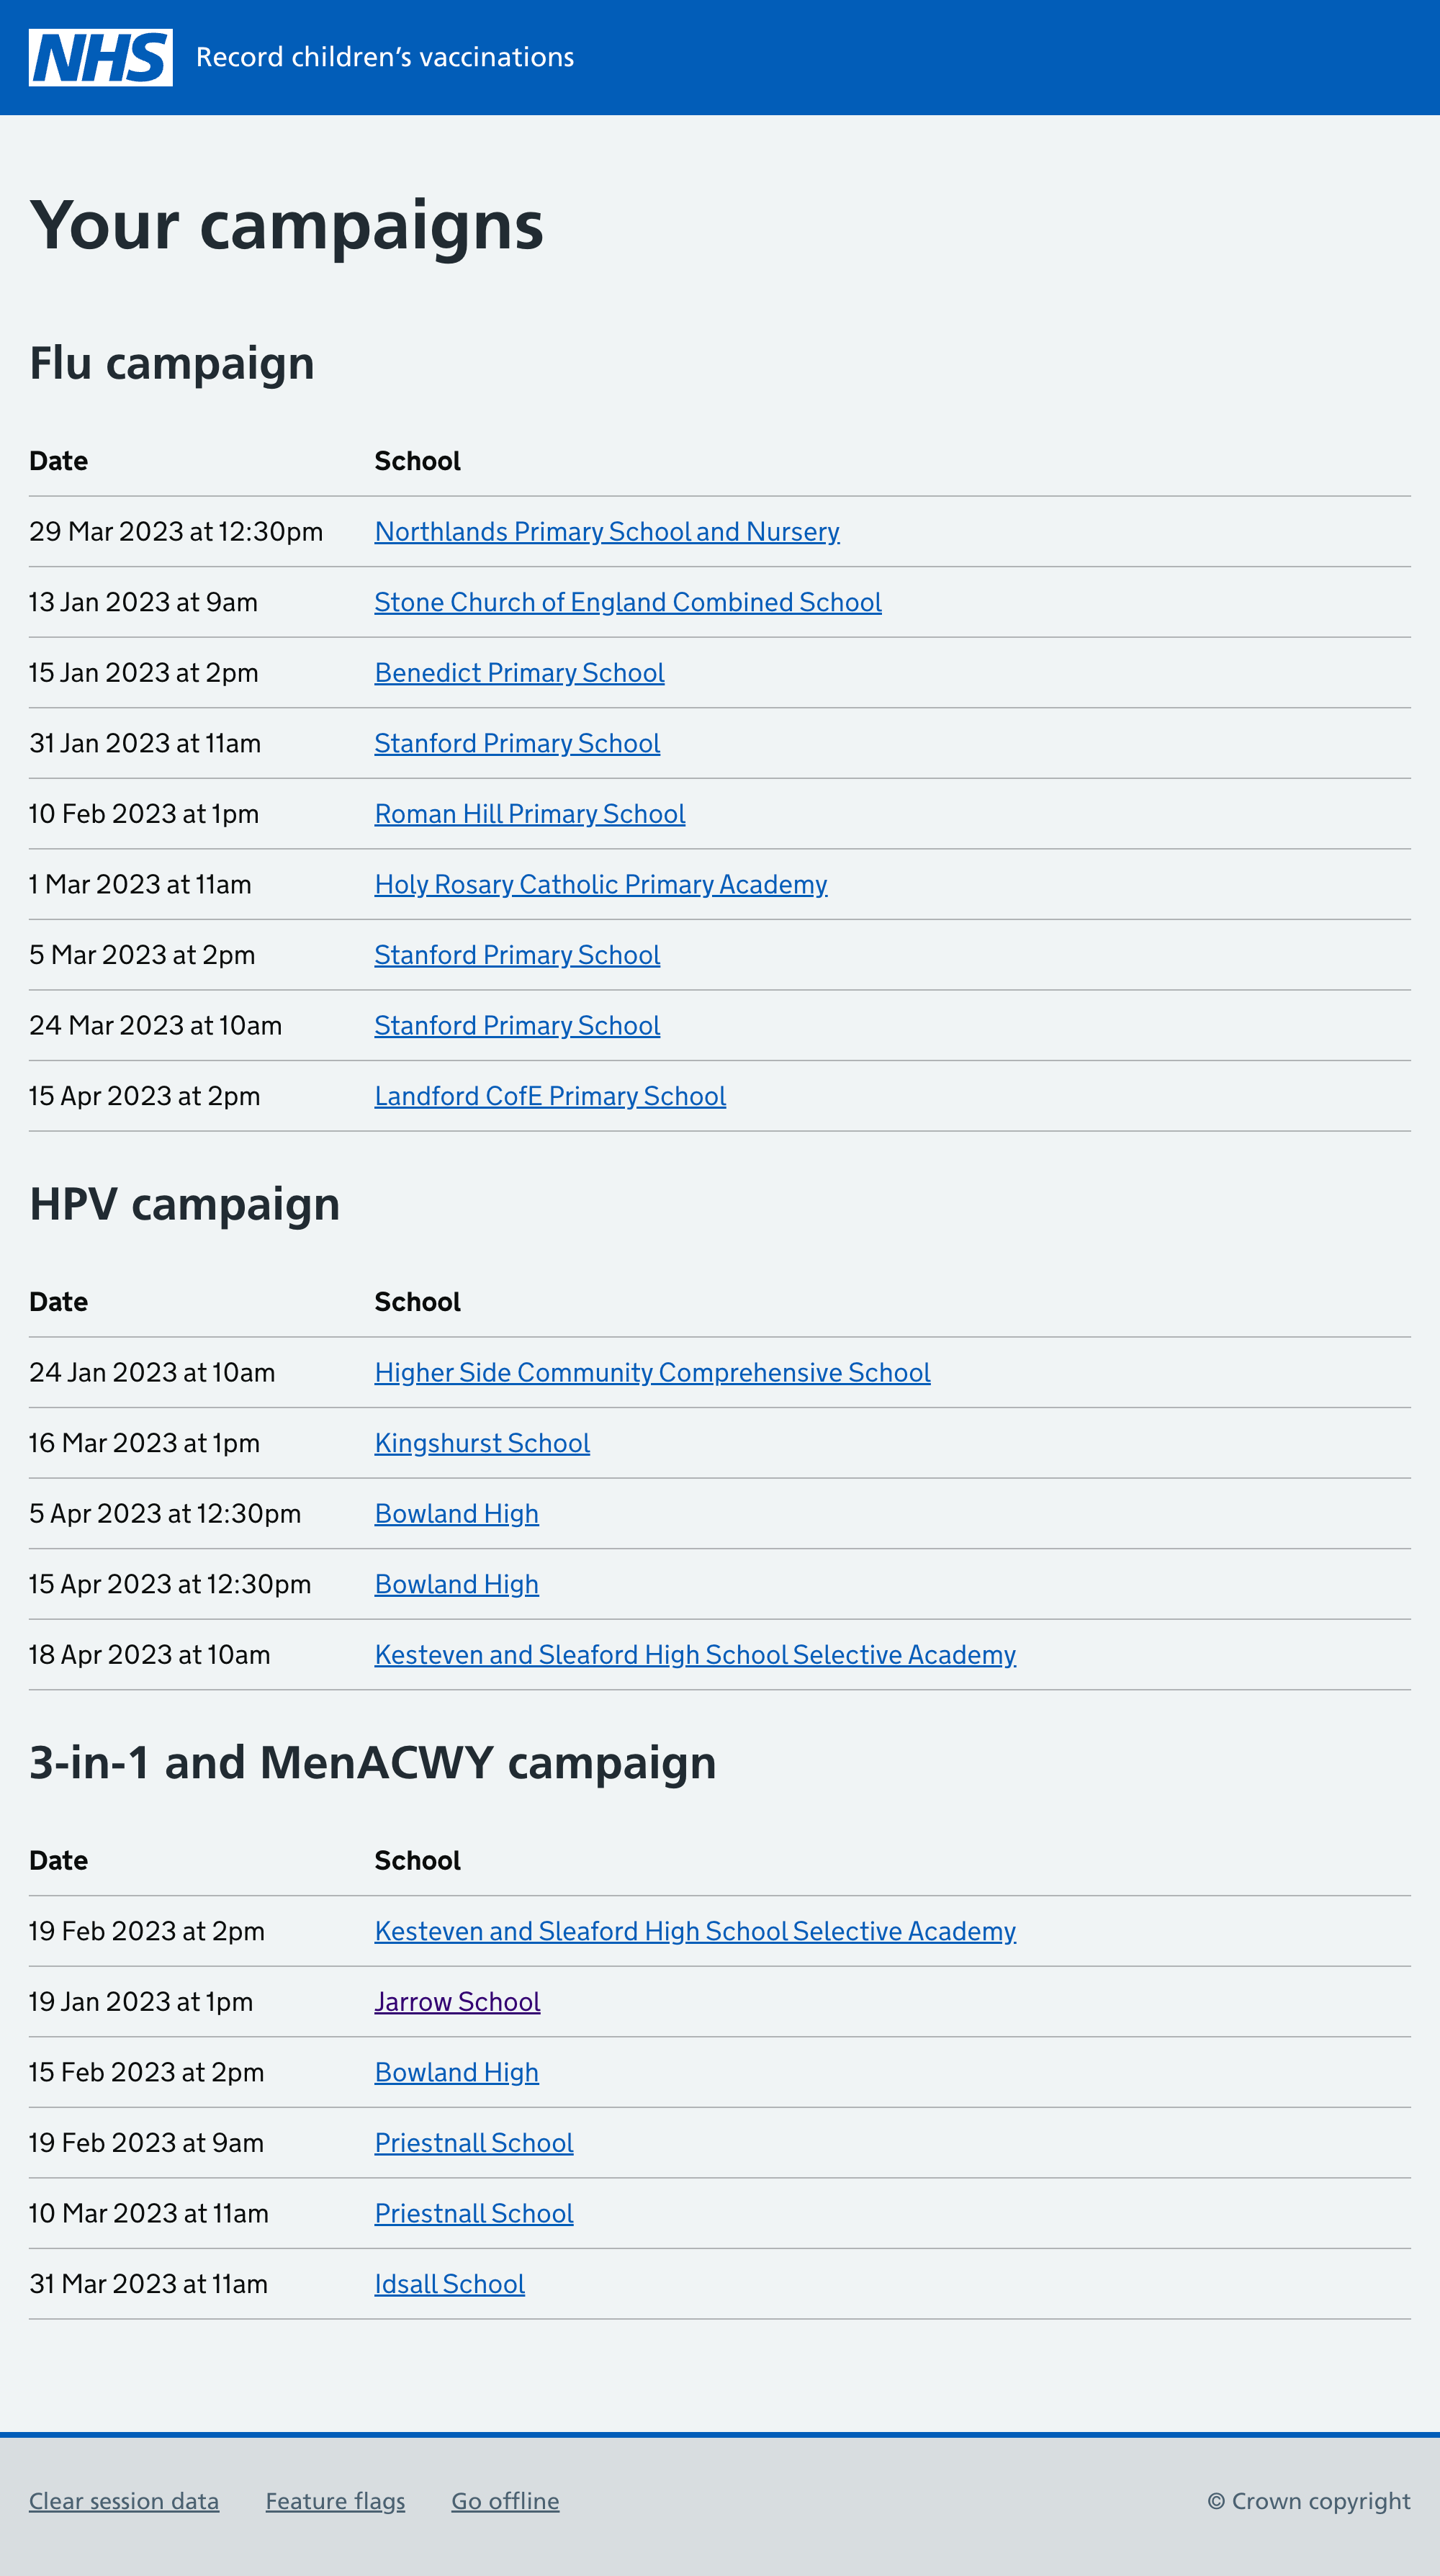 NHS Record children’s vaccinations
Your campaigns
Flu campaign
Date School
29 Mar 2023 at 12:30pm Northlands Primary School and Nursery
13 Jan 2023 at 9am Stone Church of England Combined School
15 Jan 2023 at 2pm Benedict Primary School
31 Jan 2023 at 11am Stanford Primary School
10 Feb 2023 at 1pm Roman Hill Primary School
1 Mar 2023 at 11am Holy Rosary Catholic Primary Academy
5 Mar 2023 at 2pm Stanford Primary School
24 Mar 2023 at 10am Stanford Primary School
15 Apr 2023 at 2pm Landford CofE Primary School
HPV campaign
Date School
24 Jan 2023 at 10am Higher Side Community Comprehensive School
16 Mar 2023 at 1pm Kingshurst School
5 Apr 2023 at 12:30pm Bowland High
15 Apr 2023 at 12:30pm Bowland High
18 Apr 2023 at 10am Kesteven and Sleaford High School Selective Academy
3-in-1 and MenACWY campaign
Date School
19 Feb 2023 at 2pm Kesteven and Sleaford High School Selective Academy
19 Jan 2023 at 1pm Jarrow School
15 Feb 2023 at 2pm Bowland High
19 Feb 2023 at 9am Priestnall School
10 Mar 2023 at 11am Priestnall School
31 Mar 2023 at 11am Idsall School
Clear session data Feature flags Go offline © Crown copyright